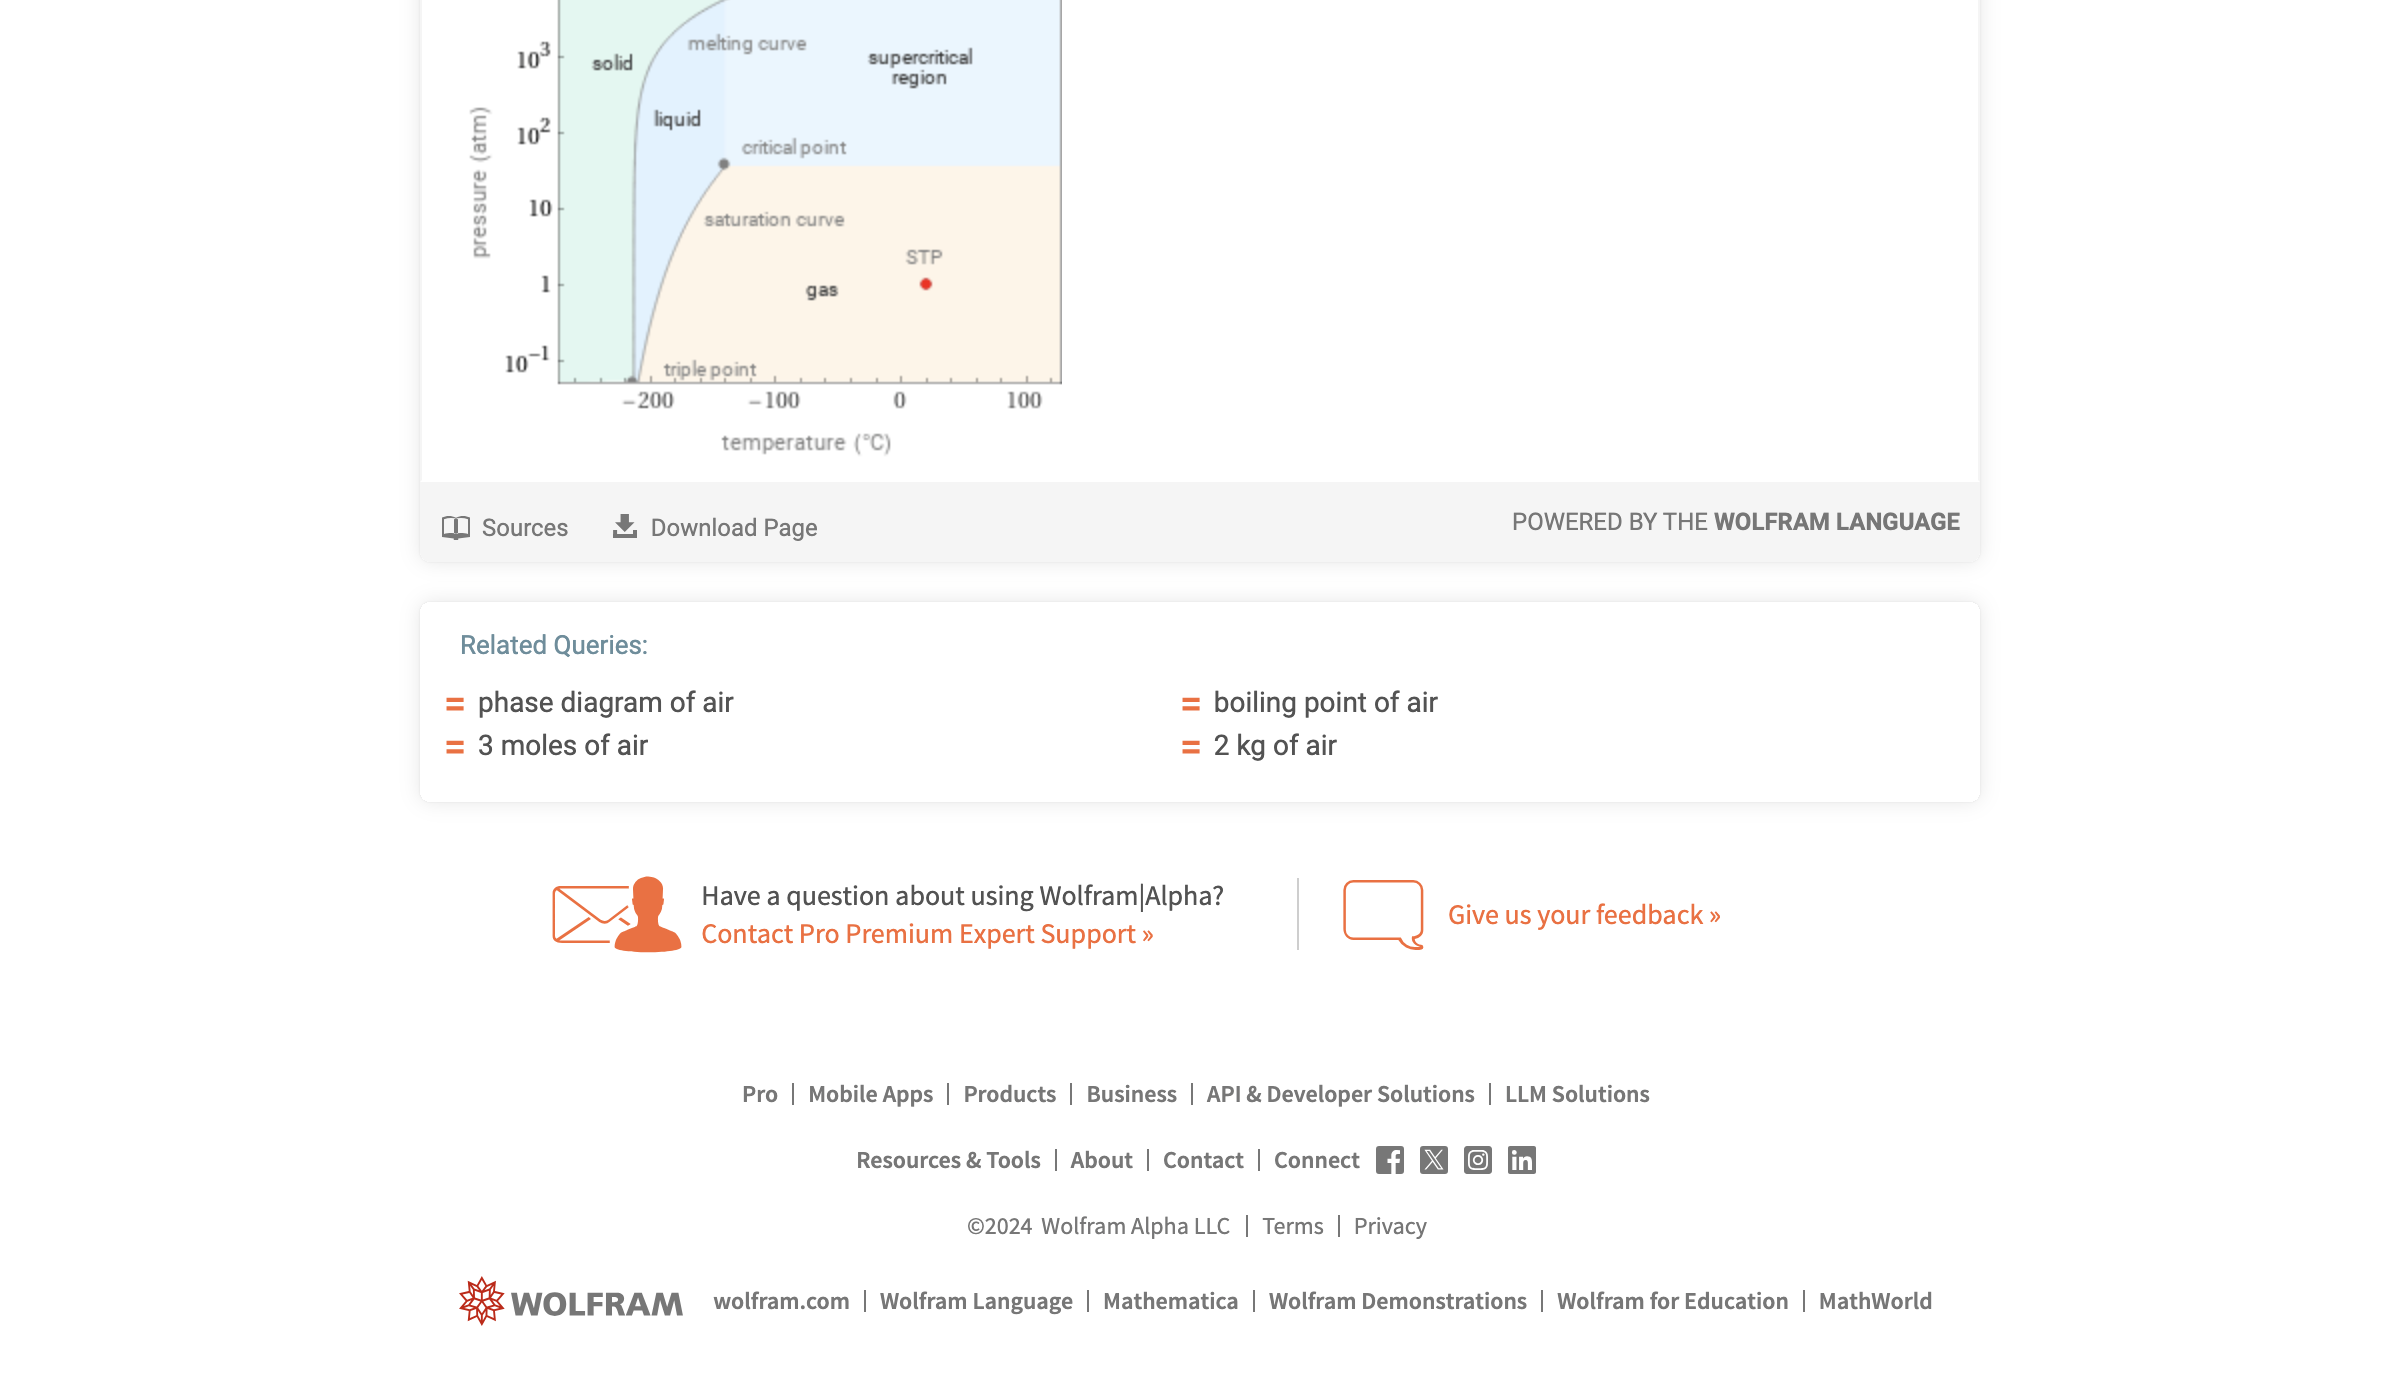 10³
solid
melting curve
supercritical
region
liquid
10²
critical point
pressure (atm)
10
saturation curve
STP
1
gas
10⁻¹
triple point
−200
−100
0
100
temperature (°C)
Sources
Download Page
POWERED BY THE WOLFRAM LANGUAGE
Related Queries:
= phase diagram of air
= boiling point of air
= 3 moles of air
= 2 kg of air
Have a question about using Wolfram|Alpha?
Contact Pro Premium Expert Support »
Give us your feedback »
Pro | Mobile Apps | Products | Business | API & Developer Solutions | LLM Solutions
Resources & Tools | About | Contact | Connect
©2024 Wolfram Alpha LLC | Terms | Privacy
WOLFRAM
wolfram.com | Wolfram Language | Mathematica | Wolfram Demonstrations | Wolfram for Education | MathWorld